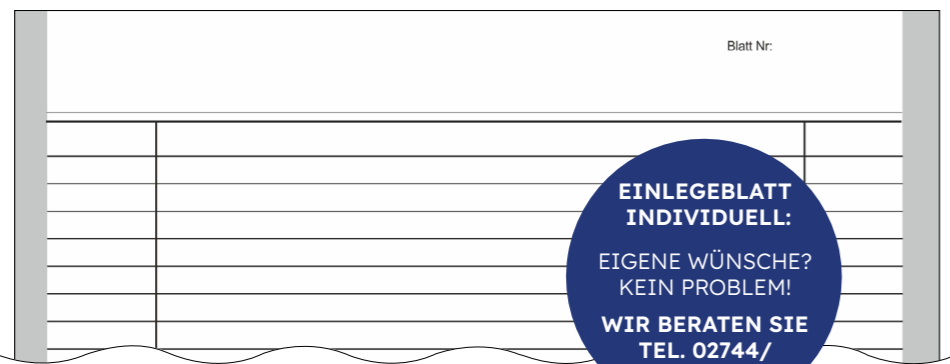 Blatt Nr:
EINLEGEBLATT
INDIVIDUELL:
EIGENE WÜNSCHE?
KEIN PROBLEM!
WIR BERATEN SIE
TEL. 02744/